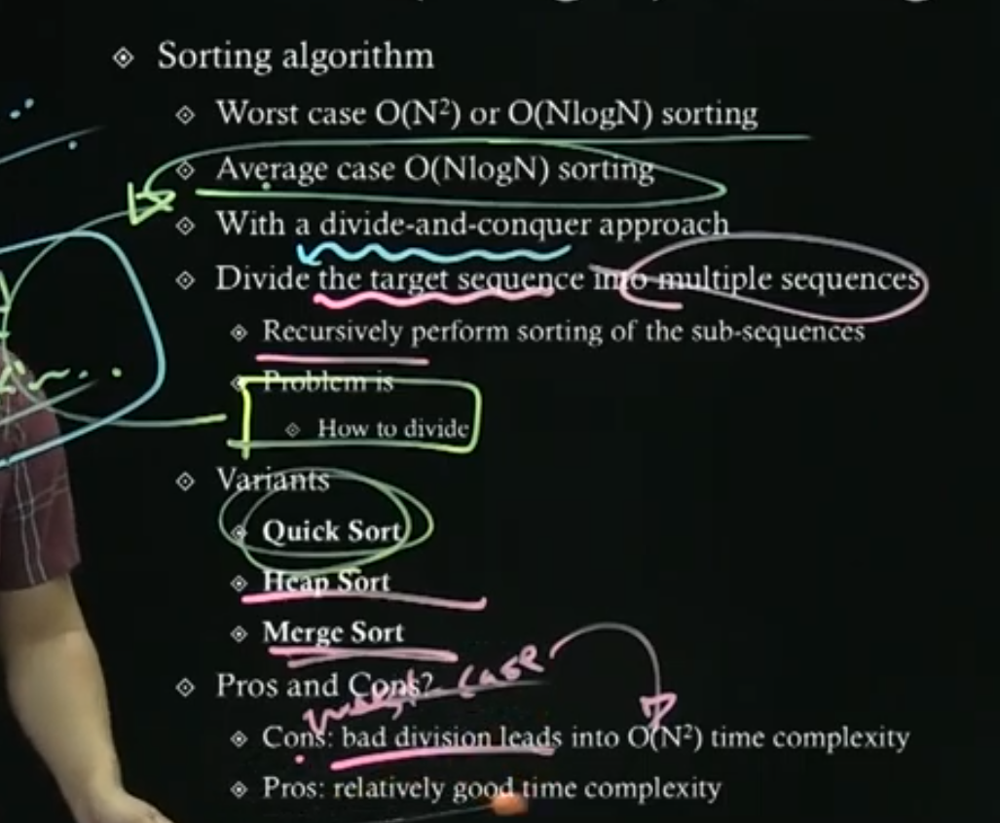 Sorting algorithm
Worst case O(N²) or O(NlogN) sorting
Average case O(NlogN) sorting
With a divide-and-conquer approach
Divide the target sequence into multiple sequences
Recursively perform sorting of the sub-sequences
Problem is
How to divide
Variants
Quick Sort
Heap Sort
Merge Sort
Pros and Cons?
worst case
Cons: bad division leads into O(N²) time complexity
Pros: relatively good time complexity